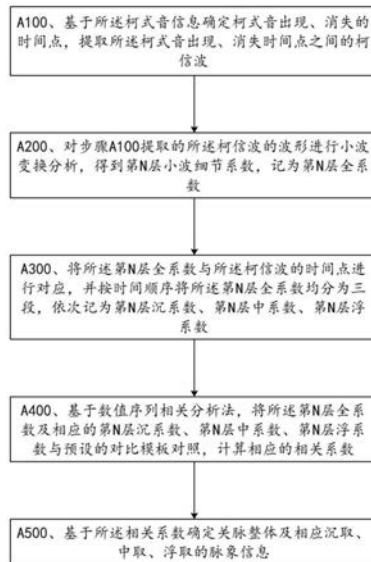 A100、基于所述柯式音信息确定柯式音出现、消失的
时间点，提取所述柯式音出现、消失时间点之间的柯
信波
A200、对步骤A100提取的所述柯信波的波形进行小波
变换分析，得到第N层小波细节系数，记为第N层全系
数
A300、将所述第N层全系数与所述柯信波的时间点进
行对应，并按时间顺序将所述第N层全系数均分为三
段，依次记为第N层沉系数、第N层中系数、第N层浮
系数
A400、基于数值序列相关分析法，将所述第N层全系
数及相应的第N层沉系数、第N层中系数、第N层浮系
数与预设的对比模板对照，计算相应的相关系数
A500、基于所述相关系数确定关脉整体及相应沉取、
中取、浮取的脉象信息